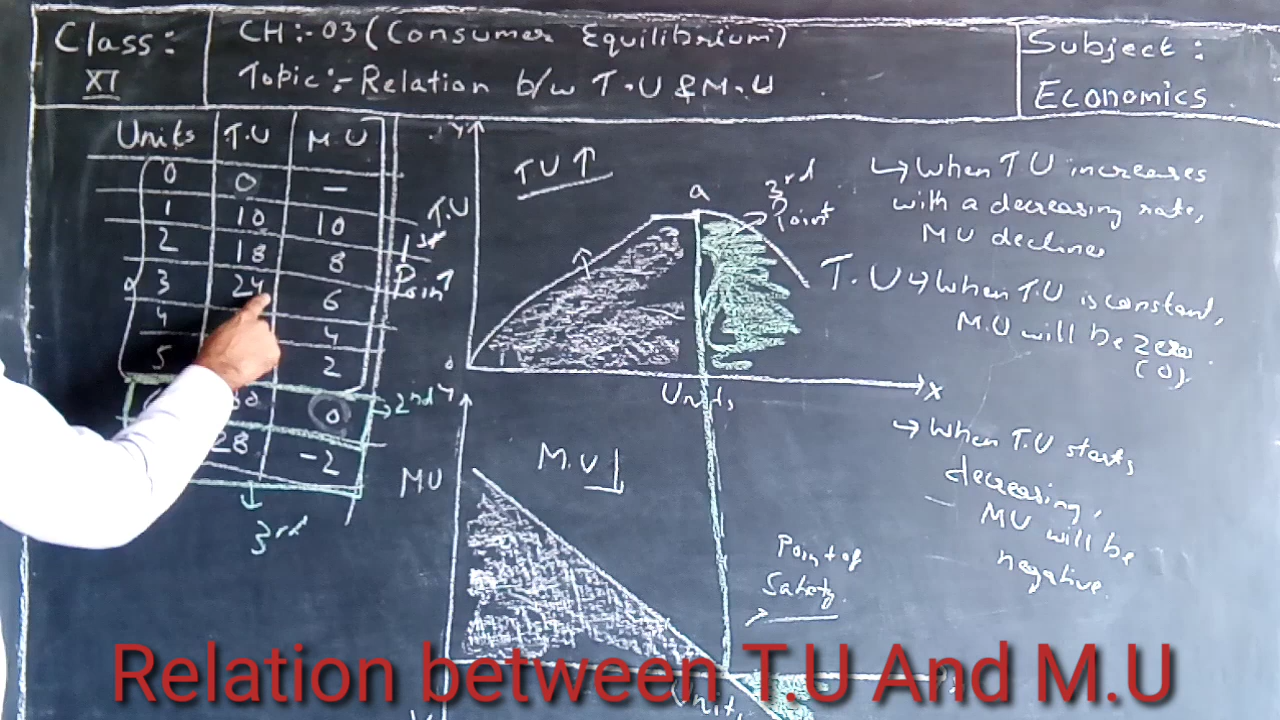 Class:
XI
CH:-03 (Consumer Equilibrium)
Topic:-Relation b/w T.U & M.U
Subject:
Economics
Units T.U M.U
0 0 -
1 10 10
2 18 8
3 24 6
4 4
5 2
0
28 -2
1st
Point
2nd
3rd
Y
T.U
TU↑
a
3rd
Point
T.U
0
Units
X
Y
MU
M.U↓
Point of
Units
↳ When TU increases
with a decreasing rate,
MU declines
↳ When T.U is constant,
M.U will be zero
(0)
↳ When T.U starts
decreasing,
MU will be
negative.
Relation between T.U And M.U